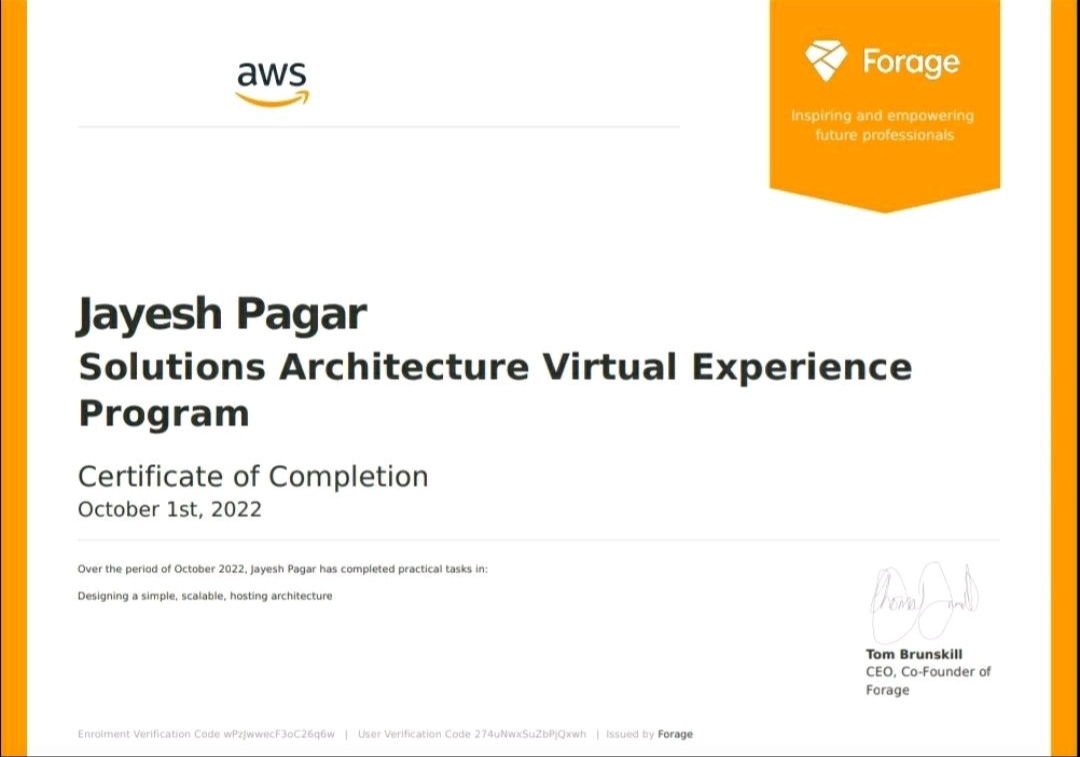 aws
Forage
Inspiring and empowering
future professionals
Jayesh Pagar
Solutions Architecture Virtual Experience
Program
Certificate of Completion
October 1st, 2022
Over the period of October 2022, Jayesh Pagar has completed practical tasks in:
Designing a simple, scalable, hosting architecture
Tom Brunskill
CEO, Co-Founder of
Forage
Enrolment Verification Code wPzJwwecF3oC26q6w | User Verification Code 274uNwxSuZbPjQxwh | Issued by Forage